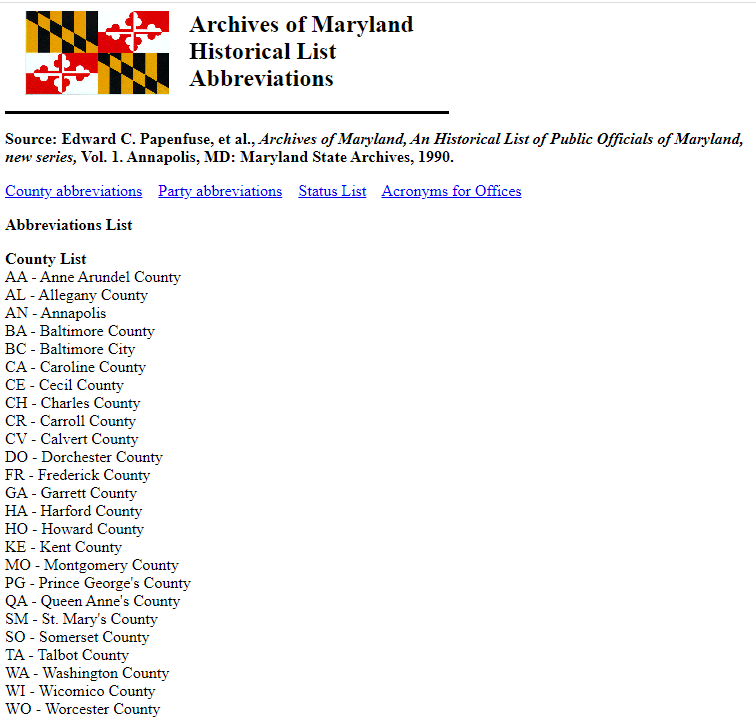 Archives of Maryland
Historical List
Abbreviations
Source: Edward C. Papenfuse, et al., Archives of Maryland, An Historical List of Public Officials of Maryland,
new series, Vol. 1. Annapolis, MD: Maryland State Archives, 1990.
County abbreviations Party abbreviations Status List Acronyms for Offices
Abbreviations List
County List
AA - Anne Arundel County
AL - Allegany County
AN - Annapolis
BA - Baltimore County
BC - Baltimore City
CA - Caroline County
CE - Cecil County
CH - Charles County
CR - Carroll County
CV - Calvert County
DO - Dorchester County
FR - Frederick County
GA - Garrett County
HA - Harford County
HO - Howard County
KE - Kent County
MO - Montgomery County
PG - Prince George's County
QA - Queen Anne's County
SM - St. Mary's County
SO - Somerset County
TA - Talbot County
WA - Washington County
WI - Wicomico County
WO - Worcester County